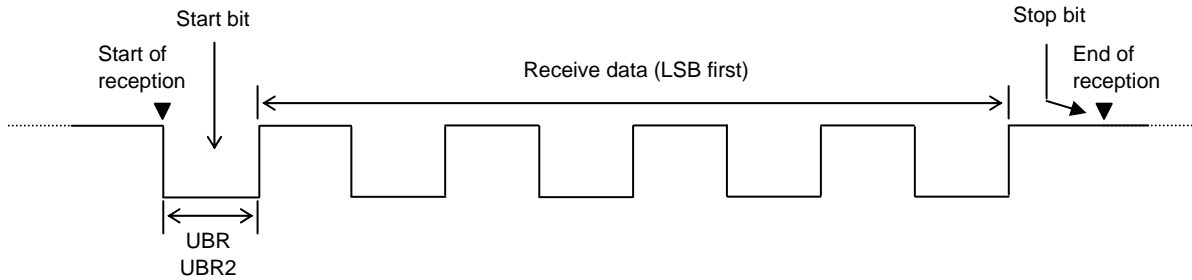 Start bit
Stop bit
Start of
reception
Receive data (LSB first)
End of
reception
UBR
UBR2